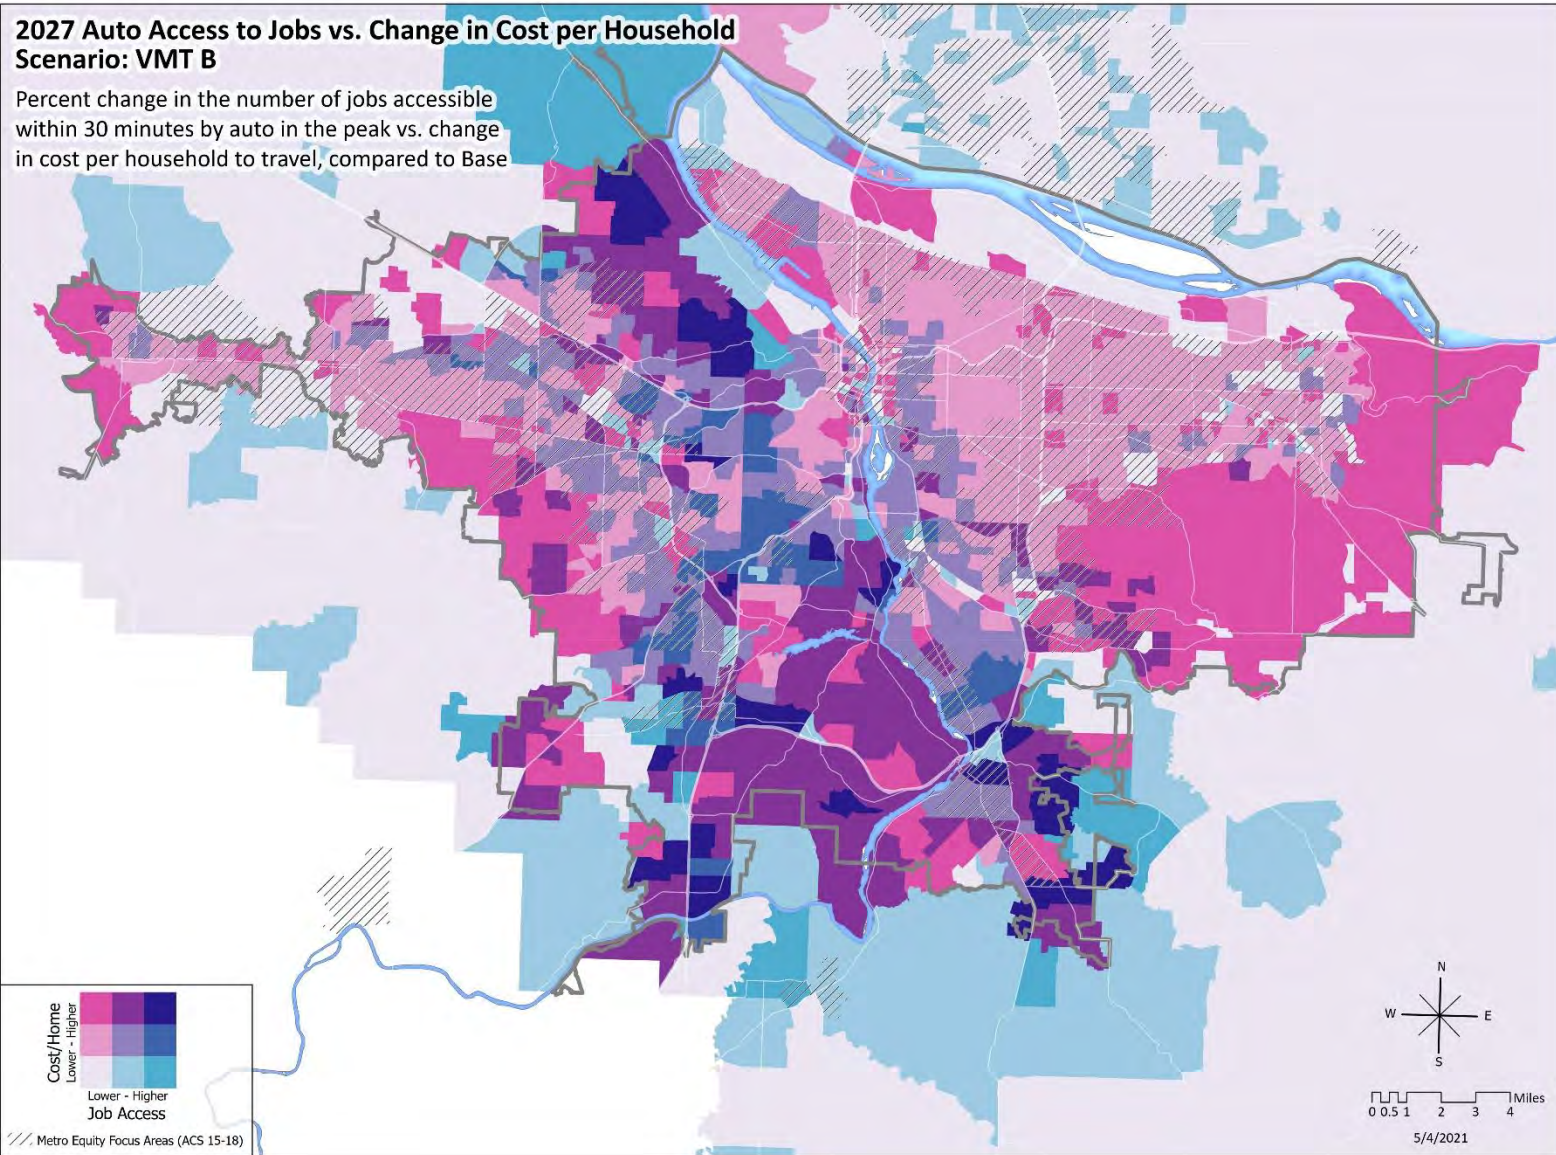 2027 Auto Access to Jobs vs. Change in Cost per Household
Scenario: VMT B
Percent change in the number of jobs accessible
within 30 minutes by auto in the peak vs. change
in cost per household to travel, compared to Base
Cost/Home
Lower - Higher
Lower - Higher
Job Access
Metro Equity Focus Areas (ACS 15-18)
N
W
E
S
Miles
0 0.5 1 2 3 4
5/4/2021